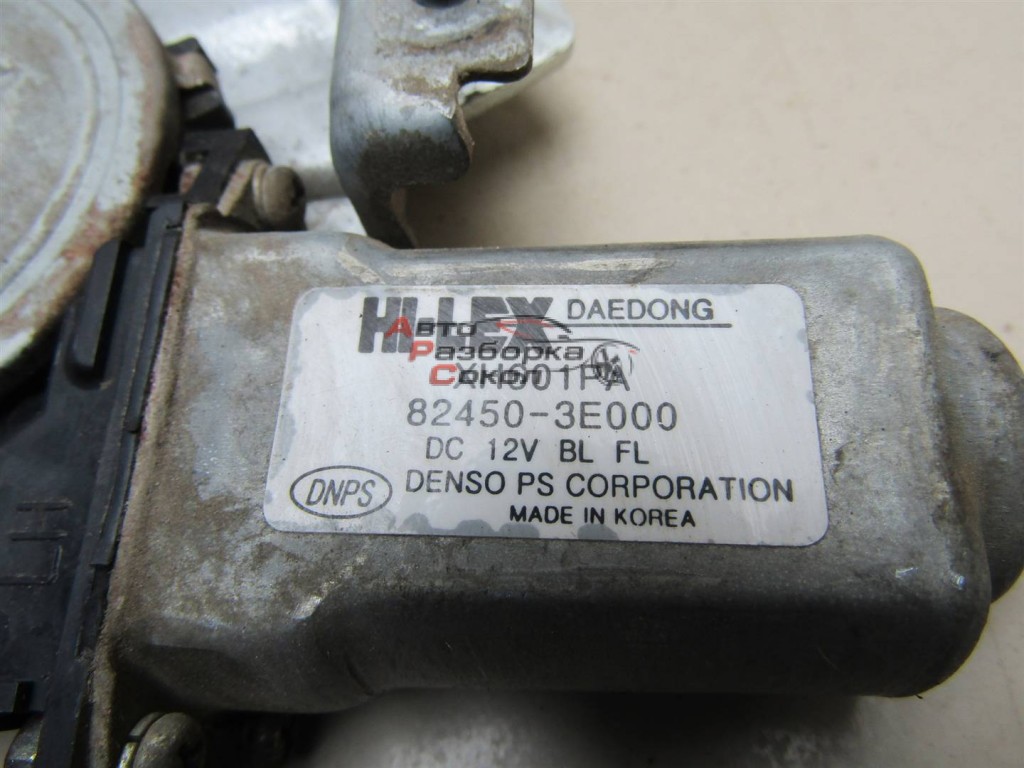 HI-LEX DAEDONG
Авто
Разборка
Сокол
82450-3E000
DC 12V BL FL
DNPS DENSO PS CORPORATION
MADE IN KOREA
LH